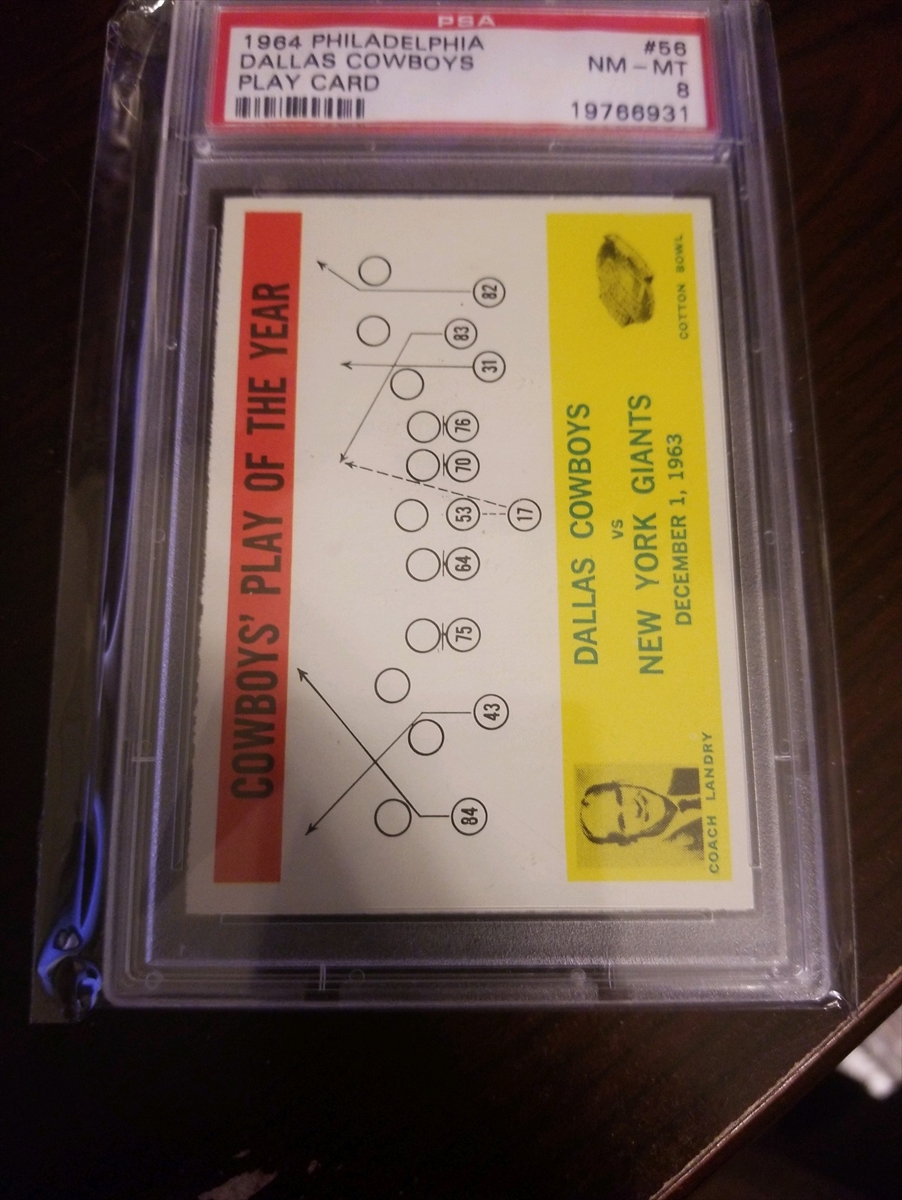 PSA
1964 PHILADELPHIA #56
DALLAS COWBOYS NM - MT
PLAY CARD 8
19766931
COWBOYS' PLAY OF THE YEAR
84
43
75
64
53
70
76
31
83
82
17
DALLAS COWBOYS
VS
NEW YORK GIANTS
DECEMBER 1, 1963
COACH LANDRY
COTTON BOWL